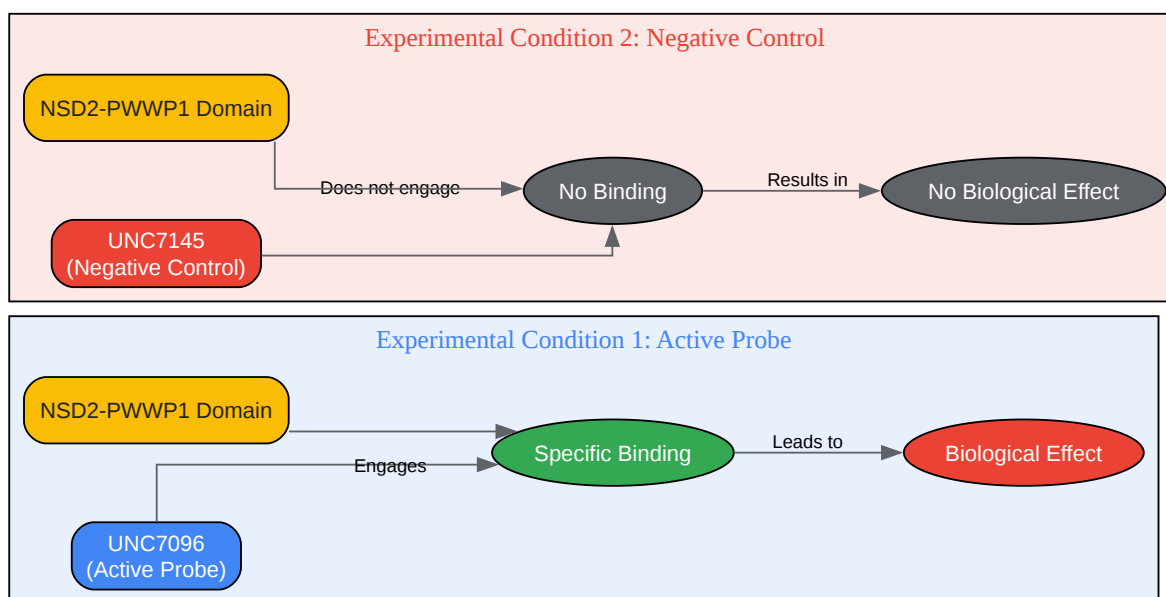 Experimental Condition 2: Negative Control
NSD2-PWWP1 Domain
Does not engage
No Binding
Results in
No Biological Effect
UNC7145
(Negative Control)
Experimental Condition 1: Active Probe
NSD2-PWWP1 Domain
Engages
Specific Binding
Leads to
Biological Effect
UNC7096
(Active Probe)